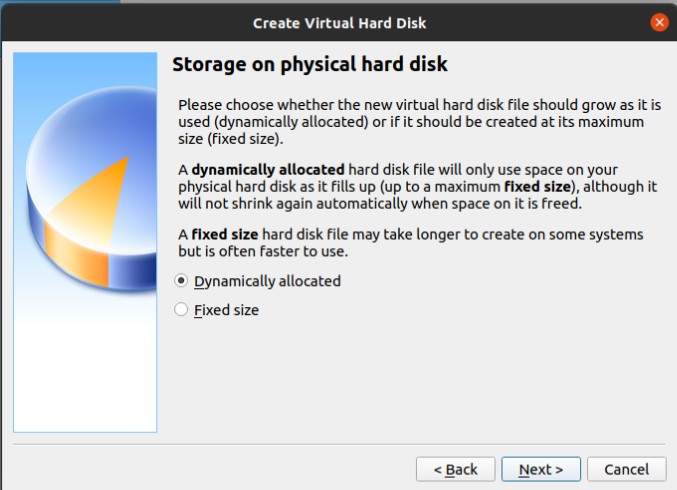 Create Virtual Hard Disk
Storage on physical hard disk
Please choose whether the new virtual hard disk file should grow as it is
used (dynamically allocated) or if it should be created at its maximum
size (fixed size).
A dynamically allocated hard disk file will only use space on your
physical hard disk as it fills up (up to a maximum fixed size), although it
will not shrink again automatically when space on it is freed.
A fixed size hard disk file may take longer to create on some systems
but is often faster to use.
Dynamically allocated
Fixed size
< Back
Next >
Cancel